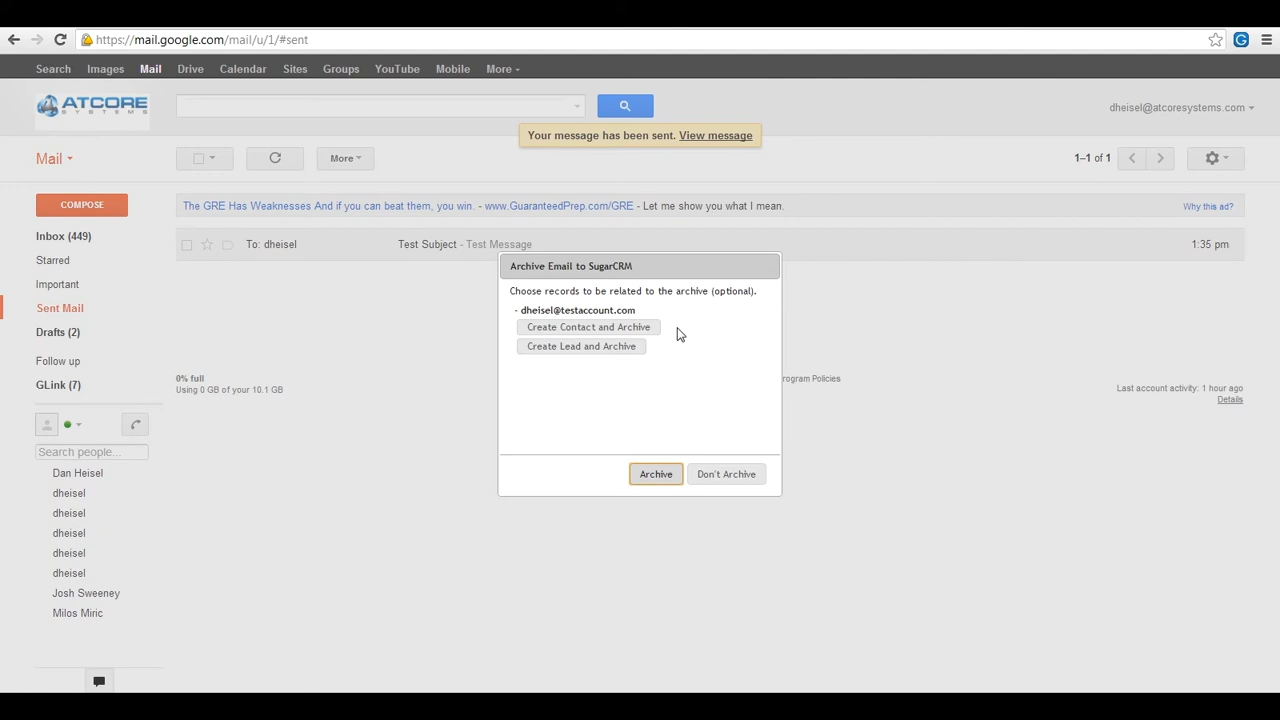 https://mail.google.com/mail/u/1/#sent
Search Images Mail Drive Calendar Sites Groups YouTube Mobile More
ATCORE
SYSTEMS
dheisel@atcoresystems.com
Your message has been sent. View message
Mail
More
1–1 of 1
COMPOSE
The GRE Has Weaknesses And if you can beat them, you win. - www.GuaranteedPrep.com/GRE - Let me show you what I mean.
Why this ad?
Inbox (449)
To: dheisel
Test Subject - Test Message
1:35 pm
Starred
Important
Sent Mail
Drafts (2)
Follow up
GLink (7)
Archive Email to SugarCRM
Choose records to be related to the archive (optional).
- dheisel@testaccount.com
Create Contact and Archive
Create Lead and Archive
Archive
Don't Archive
0% full
Using 0 GB of your 10.1 GB
rogram Policies
Last account activity: 1 hour ago
Details
Search people...
Dan Heisel
dheisel
dheisel
dheisel
dheisel
dheisel
Josh Sweeney
Milos Miric